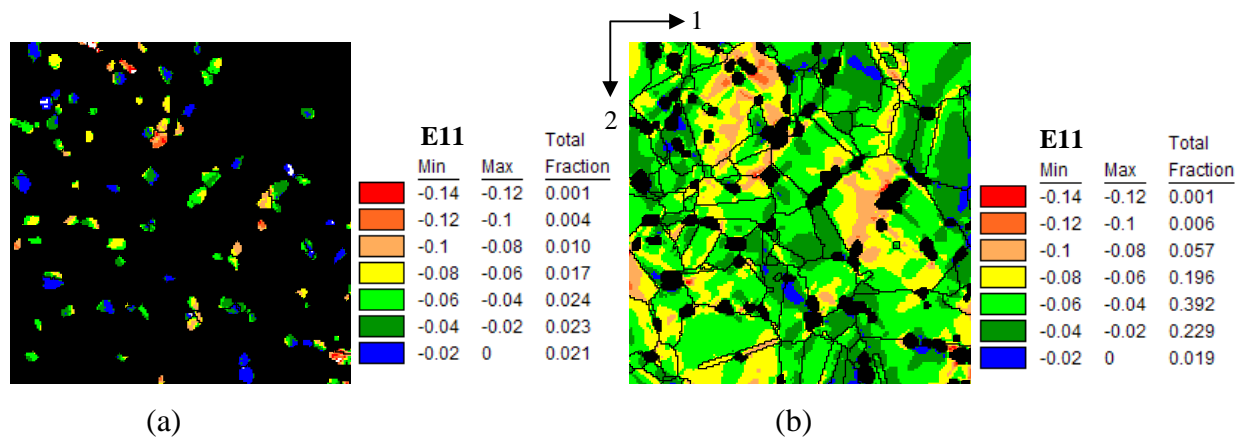 1
2
E11 Total
Min Max Fraction
-0.14 -0.12 0.001
-0.12 -0.1 0.004
-0.1 -0.08 0.010
-0.08 -0.06 0.017
-0.06 -0.04 0.024
-0.04 -0.02 0.023
-0.02 0 0.021
(a)
E11 Total
Min Max Fraction
-0.14 -0.12 0.001
-0.12 -0.1 0.006
-0.1 -0.08 0.057
-0.08 -0.06 0.196
-0.06 -0.04 0.392
-0.04 -0.02 0.229
-0.02 0 0.019
(b)